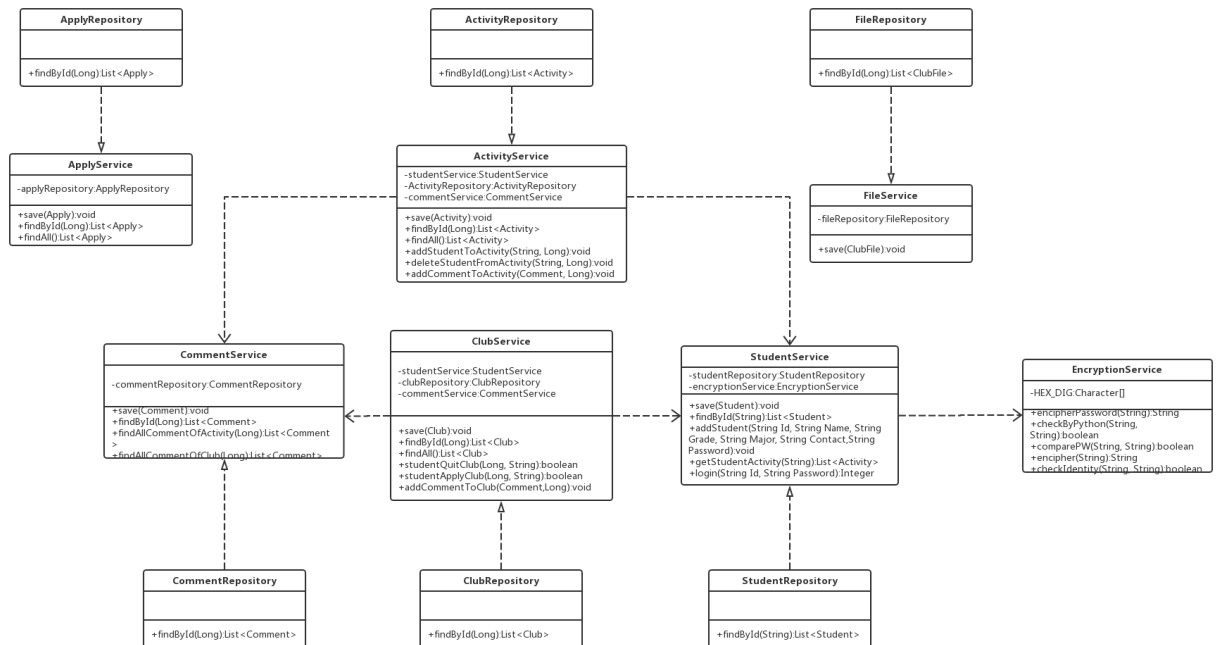 ApplyRepository
+findById(Long):List<Apply>
ActivityRepository
+findById(Long):List<Activity>
FileRepository
+findById(Long):List<ClubFile>
ApplyService
-applyRepository:ApplyRepository
+save(Apply):void
+findById(Long):List<Apply>
+findAll():List<Apply>
ActivityService
-studentService:StudentService
-ActivityRepository:ActivityRepository
-commentService:CommentService
+save(Activity):void
+findById(Long):List<Activity>
+findAll():List<Activity>
+addStudentToActivity(String, Long):void
+deleteStudentFromActivity(String, Long):void
+addCommentToActivity(Comment, Long):void
FileService
-fileRepository:FileRepository
+save(ClubFile):void
CommentService
-commentRepository:CommentRepository
+save(Comment):void
+findById(Long):List<Comment>
+findAllCommentOfActivity(Long):List<Comment
>
+findAllCommentOfClub(Long):List<Comment>
ClubService
-studentService:StudentService
-clubRepository:ClubRepository
-commentService:CommentService
+save(Club):void
+findById(Long):List<Club>
+findAll():List<Club>
+studentQuitClub(Long, String):boolean
+studentApplyClub(Long, String):boolean
+addCommentToClub(Comment,Long):void
StudentService
-studentRepository:StudentRepository
-encryptionService:EncryptionService
+save(Student):void
+findById(String):List<Student>
+addStudent(String Id, String Name, String
Grade, String Major, String Contact,String
Password):void
+getStudentActivity(String):List<Activity>
+login(String Id, String Password):Integer
EncryptionService
-HEX_DIG:Character[]
+encipherPassword(String):String
+checkByPython(String,
String):boolean
+comparePW(String, String):boolean
+encipher(String):String
+checkIdentity(String, String):boolean
CommentRepository
+findById(Long):List<Comment>
ClubRepository
+findById(Long):List<Club>
StudentRepository
+findById(String):List<Student>